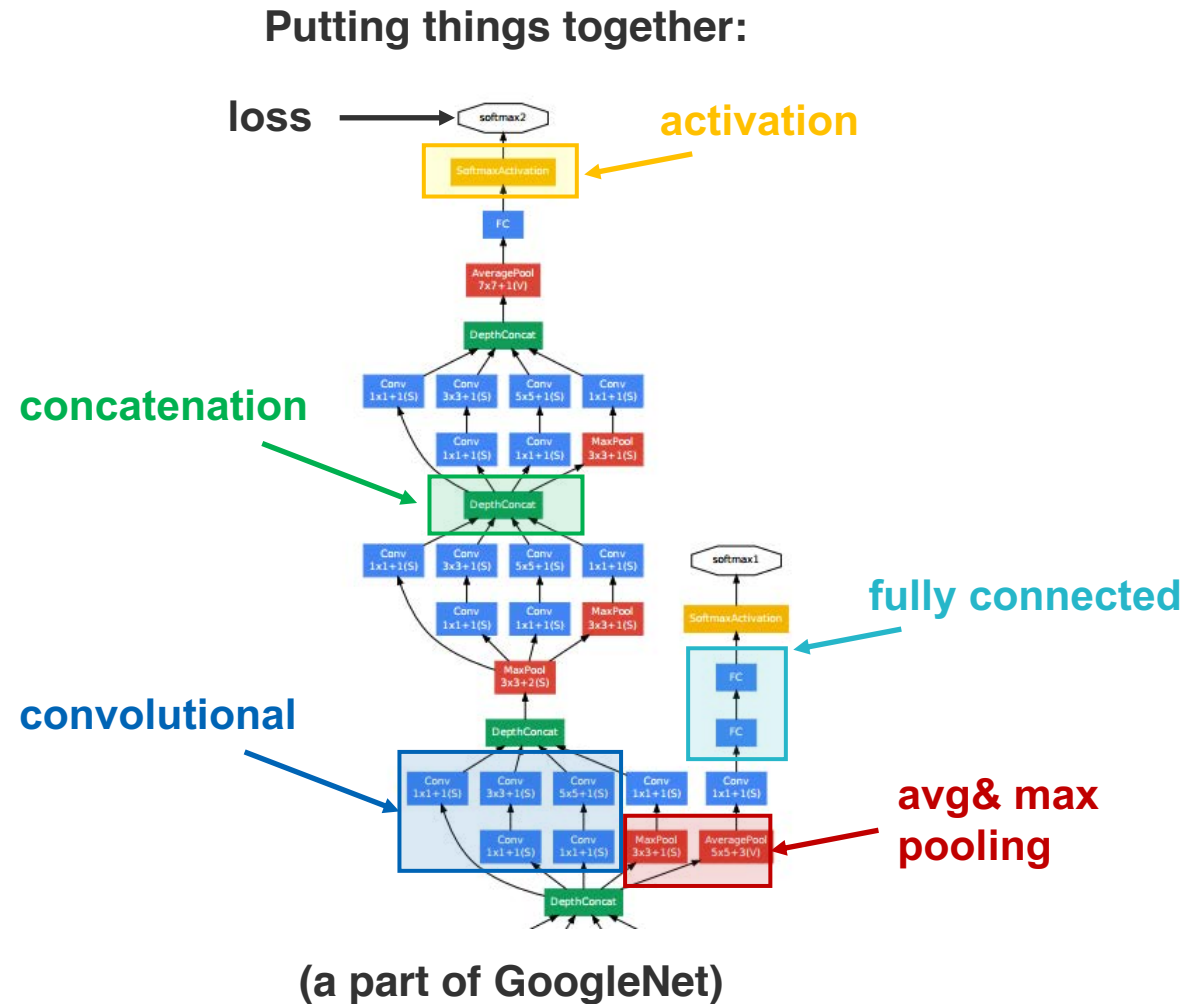 Putting things together:
loss
softmax2
activation
SoftmaxActivation
FC
AveragePool
7x7+1(V)
DepthConcat
Conv
1x1+1(S)
Conv
3x3+1(S)
Conv
5x5+1(S)
Conv
1x1+1(S)
concatenation
Conv
1x1+1(S)
Conv
1x1+1(S)
MaxPool
3x3+1(S)
DepthConcat
Conv
1x1+1(S)
Conv
3x3+1(S)
Conv
5x5+1(S)
Conv
1x1+1(S)
softmax1
Conv
1x1+1(S)
Conv
1x1+1(S)
MaxPool
3x3+1(S)
SoftmaxActivation
fully connected
MaxPool
3x3+2(S)
FC
convolutional
DepthConcat
FC
Conv
1x1+1(S)
Conv
3x3+1(S)
Conv
5x5+1(S)
Conv
1x1+1(S)
Conv
1x1+1(S)
avg& max
pooling
Conv
1x1+1(S)
Conv
1x1+1(S)
MaxPool
3x3+1(S)
AveragePool
5x5+3(V)
DepthConcat
(a part of GoogleNet)